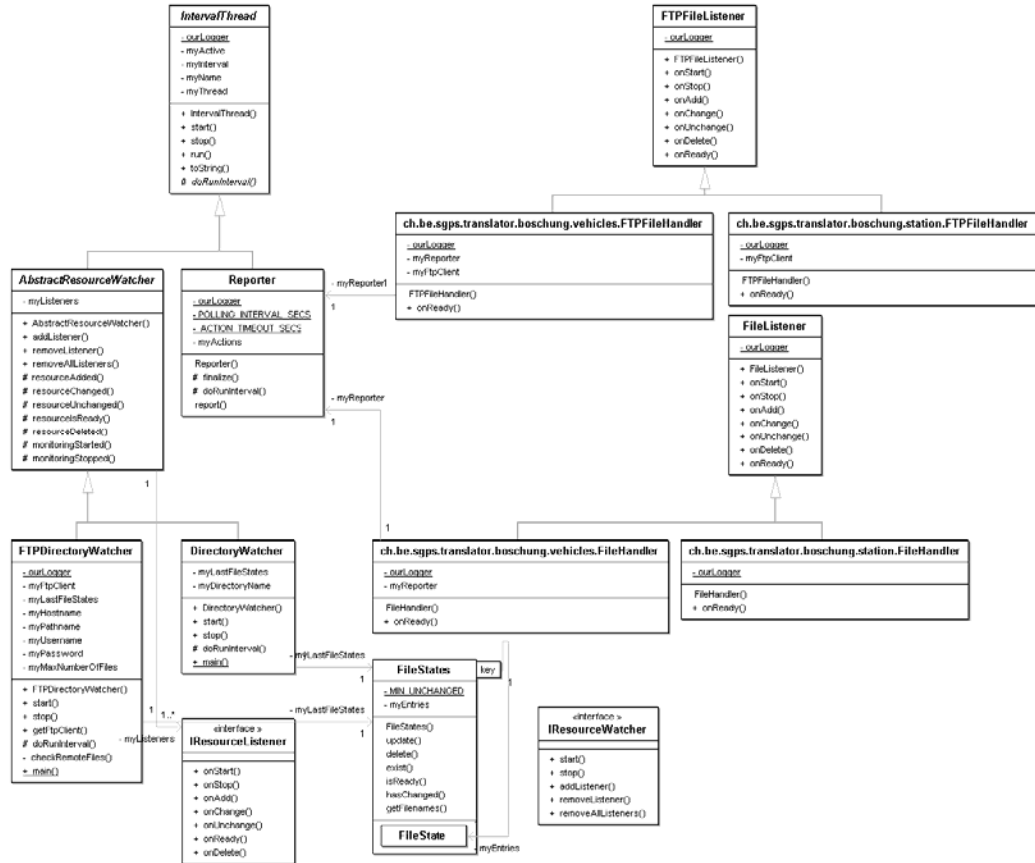 IntervalThread
- ourLogger
- myActive
- myInterval
- myName
- myThread
+ IntervalThread()
+ start()
+ stop()
+ run()
+ toString()
# doRunInterval()
FTPFileListener
- ourLogger
+ FTPFileListener()
+ onStart()
+ onStop()
+ onAdd()
+ onChange()
+ onUnchange()
+ onDelete()
+ onReady()
AbstractResourceWatcher
- myListeners
+ AbstractResourceWatcher()
+ addListener()
+ removeListener()
+ removeAllListeners()
# resourceAdded()
# resourceChanged()
# resourceUnchanged()
# resourceIsReady()
# resourceDeleted()
# monitoringStarted()
# monitoringStopped()
Reporter
- ourLogger
- POLLING_INTERVAL_SECS
- ACTION_TIMEOUT_SECS
- myActions
Reporter()
# finalize()
# doRunInterval()
report()
ch.be.sgps.translator.boschung.vehicles.FTPFileHandler
- ourLogger
- myReporter
- myFtpClient
FTPFileHandler()
+ onReady()
ch.be.sgps.translator.boschung.station.FTPFileHandler
- ourLogger
- myFtpClient
FTPFileHandler()
+ onReady()
- myReporter1
1
FileListener
- ourLogger
+ FileListener()
+ onStart()
+ onStop()
+ onAdd()
+ onChange()
+ onUnchange()
+ onDelete()
+ onReady()
- myReporter
1
1
1
FTPDirectoryWatcher
- ourLogger
- myFtpClient
- myLastFileStates
- myHostname
- myPathname
- myUsername
- myPassword
- myMaxNumberOfFiles
+ FTPDirectoryWatcher()
+ start()
+ stop()
+ getFtpClient()
# doRunInterval()
- checkRemoteFiles()
+ main()
DirectoryWatcher
- myLastFileStates
- myDirectoryName
+ DirectoryWatcher()
+ start()
+ stop()
# doRunInterval()
+ main()
ch.be.sgps.translator.boschung.vehicles.FileHandler
- ourLogger
- myReporter
FileHandler()
+ onReady()
ch.be.sgps.translator.boschung.station.FileHandler
- ourLogger
FileHandler()
+ onReady()
- myLastFileStates
1
1
FileStates
key
- MIN_UNCHANGED
- myEntries
FileStates()
update()
delete()
exist()
isReady()
hasChanged()
getFilenames()
FileState
1
- myEntries
1
1..*
- myListeners
- myLastFileStates
1
«interface »
IResourceListener
+ onStart()
+ onStop()
+ onAdd()
+ onChange()
+ onUnchange()
+ onReady()
+ onDelete()
«interface »
IResourceWatcher
+ start()
+ stop()
+ addListener()
+ removeListener()
+ removeAllListeners()